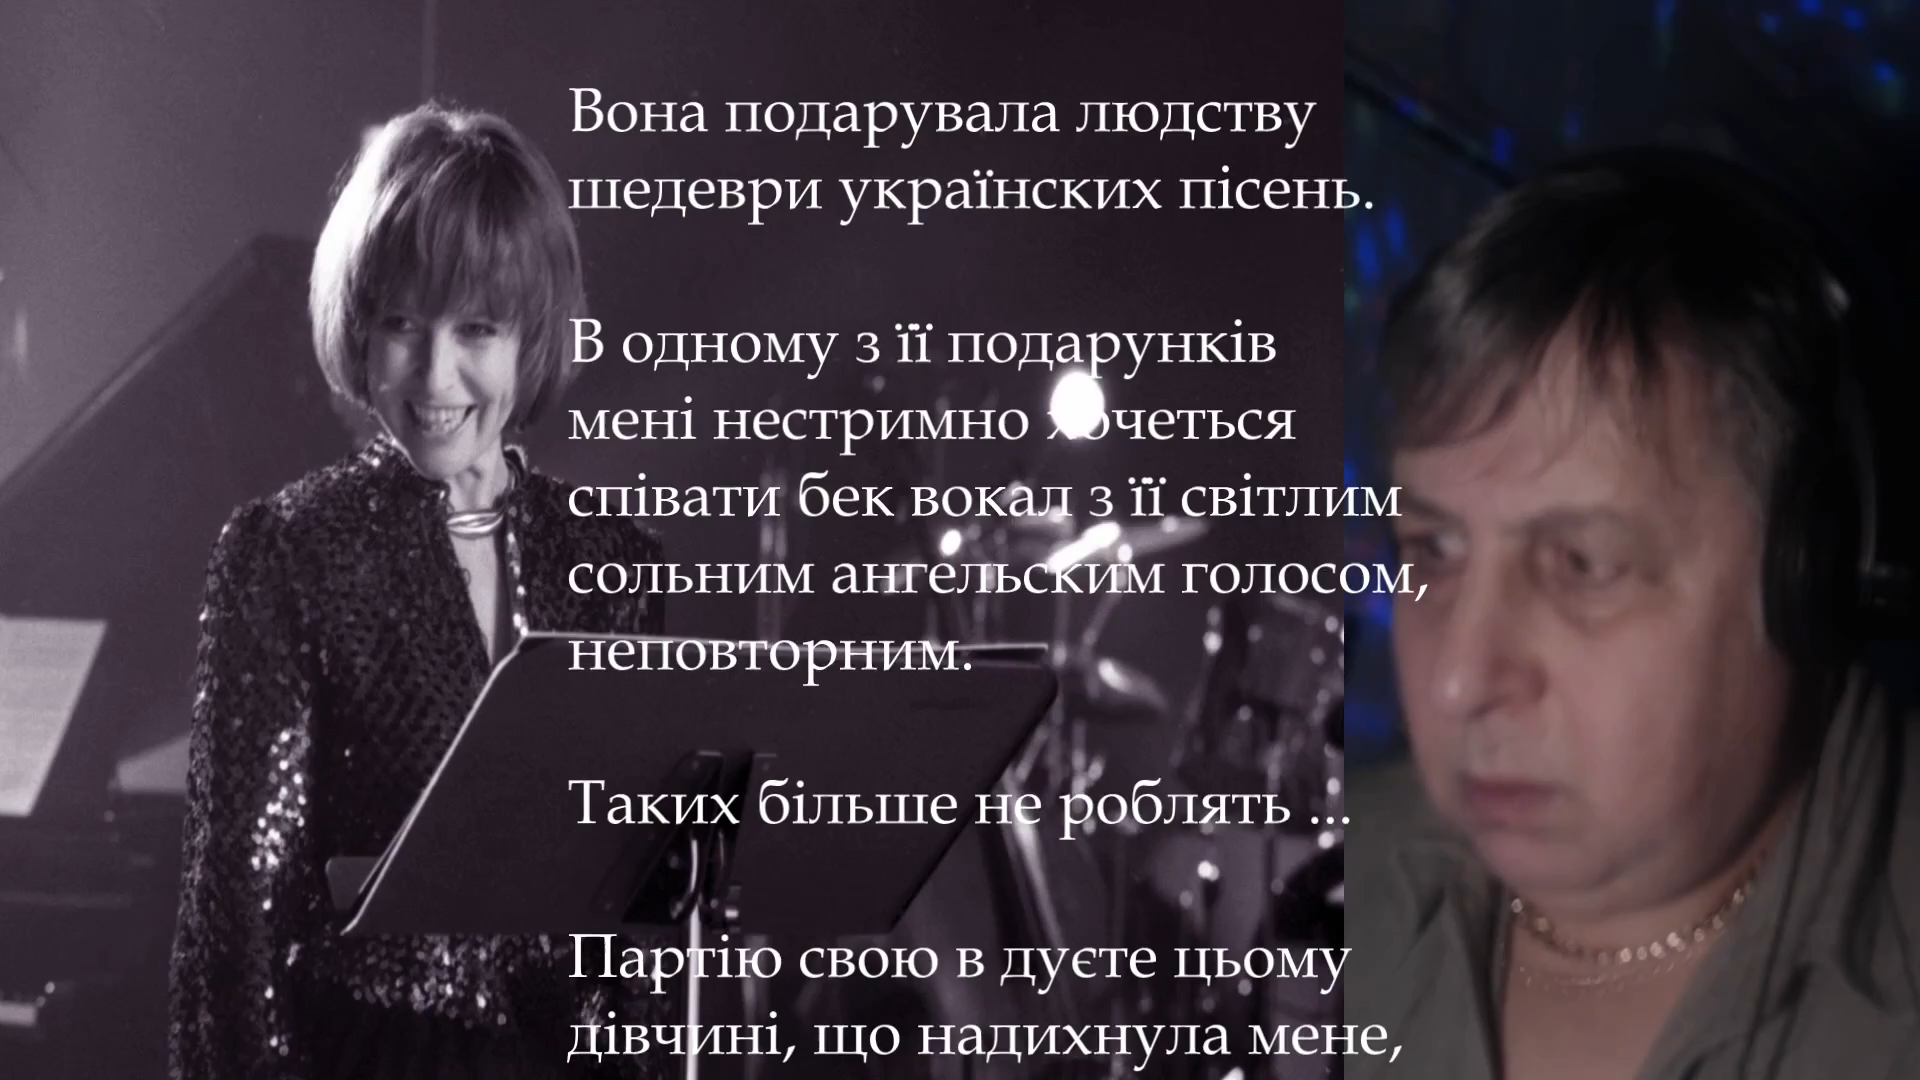 Вона подарувала людству
шедеври українских пісень.
В одному з її подарунків
мені нестримно хочеться
співати бек вокал з її світлим
сольним ангельским голосом,
неповторним.
Таких більше не роблять ...
Партію свою в дуєте цьому
дівчині, що надихнула мене,